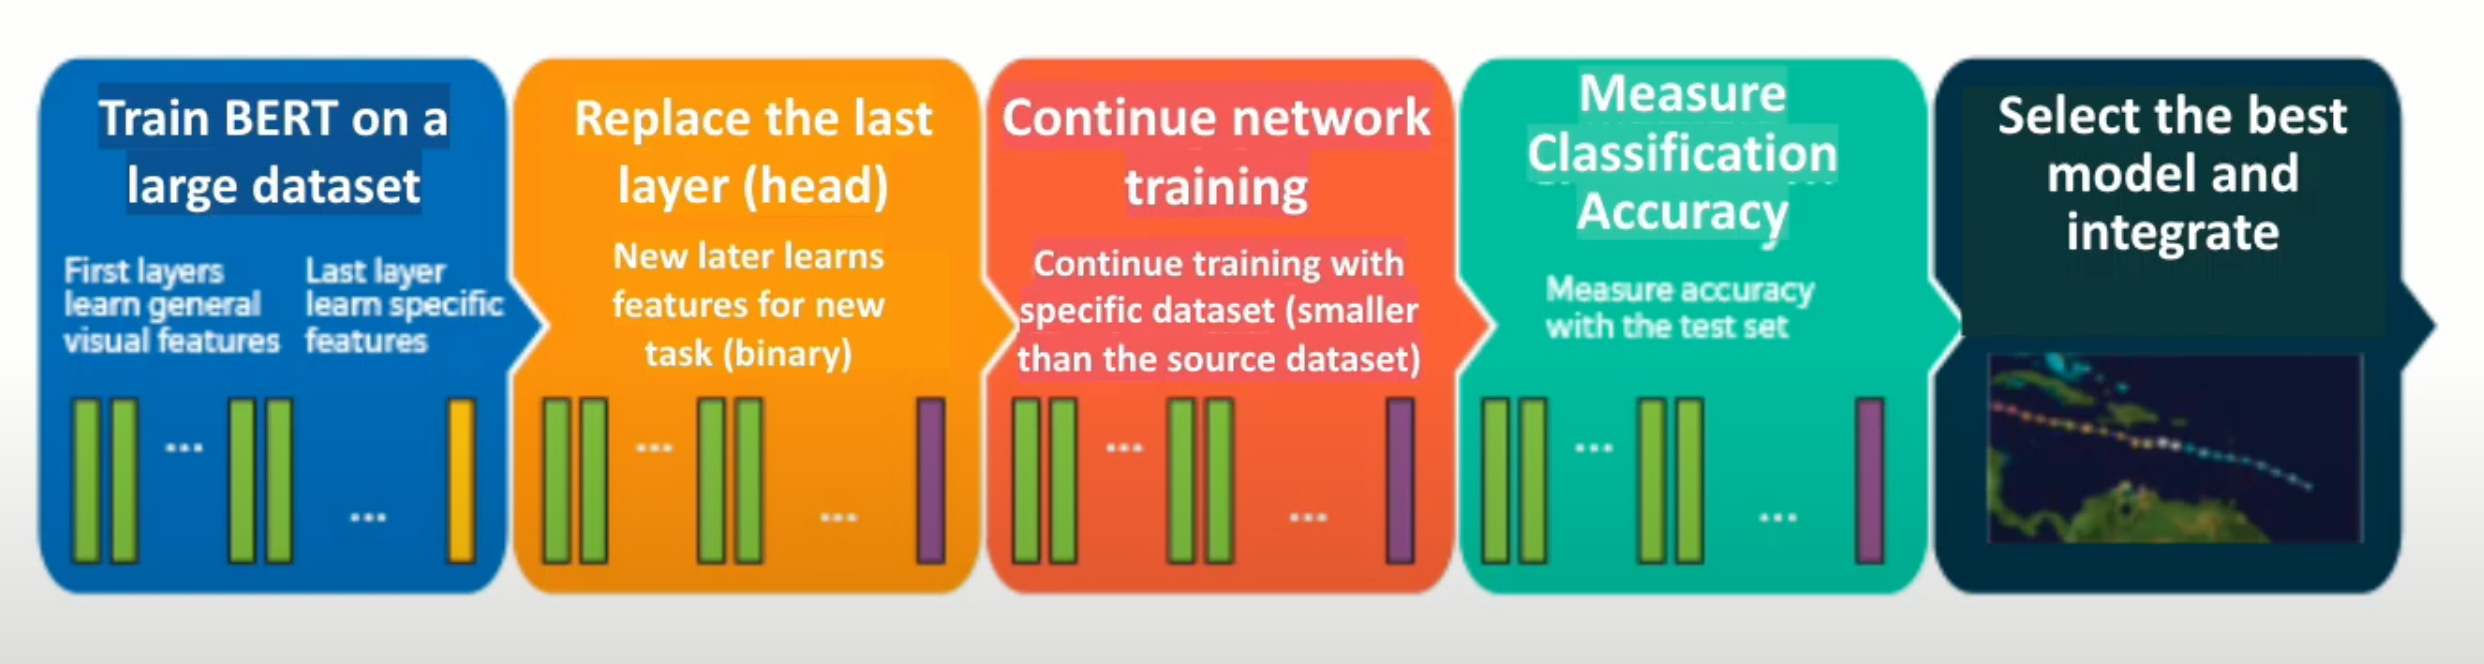 Train BERT on a
large dataset
First layers
learn general
visual features
Last layer
learn specific
features
...
...
Replace the last
layer (head)
New later learns
features for new
task (binary)
...
...
Continue network
training
Continue training with
specific dataset (smaller
than the source dataset)
...
...
Measure
Classification
Accuracy
Measure accuracy
with the test set
...
...
Select the best
model and
integrate